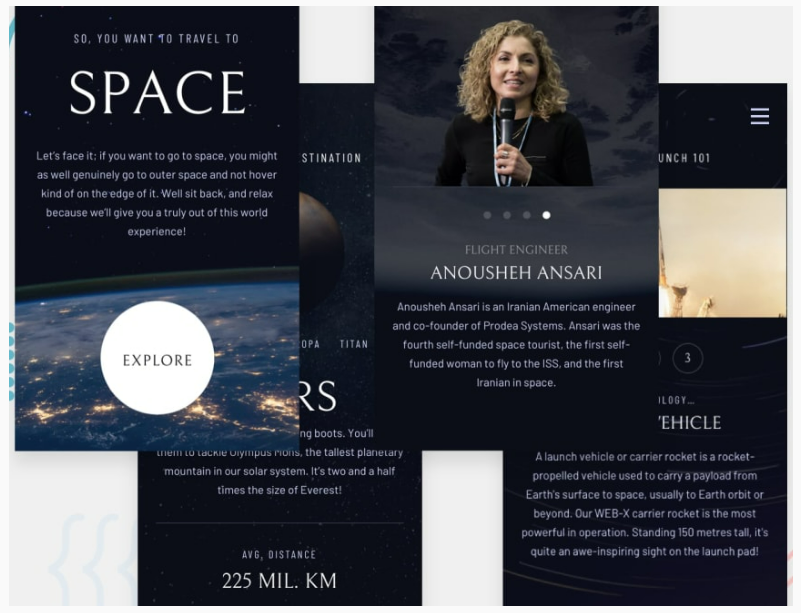 SO, YOU WANT TO TRAVEL TO
SPACE
Let's face it; if you want to go to space, you might
as well genuinely go to outer space and not hover
kind of on the edge of it. Well sit back, and relax
because we'll give you a truly out of this world
experience!
EXPLORE
STINATION
OPA TITAN
RS
ng boots. You'll
them to tackle Olympus Mons, the tallest planetary
mountain in our solar system. It's two and a half
times the size of Everest!
AVG, DISTANCE
225 MIL. KM
FLIGHT ENGINEER
ANOUSHEH ANSARI
Anousheh Ansari is an Iranian American engineer
and co-founder of Prodea Systems. Ansari was the
fourth self-funded space tourist, the first self-
funded woman to fly to the ISS, and the first
Iranian in space.
UNCH 101
3
OLOGY…
VEHICLE
A launch vehicle or carrier rocket is a rocket-
propelled vehicle used to carry a payload from
Earth's surface to space, usually to Earth orbit or
beyond. Our WEB-X carrier rocket is the most
powerful in operation. Standing 150 metres tall, it's
quite an awe-inspiring sight on the launch pad!